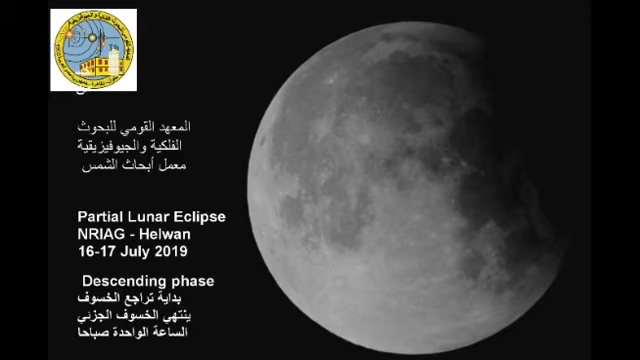 المعهد القومي للبحوث
الفلكية والجيوفيزيقية
معمل أبحاث الشمس
Partial Lunar Eclipse
NRIAG - Helwan
16-17 July 2019
Descending phase
بداية تراجع الخسوف
ينتهي الخسوف الجزئي
الساعة الواحدة صباحا